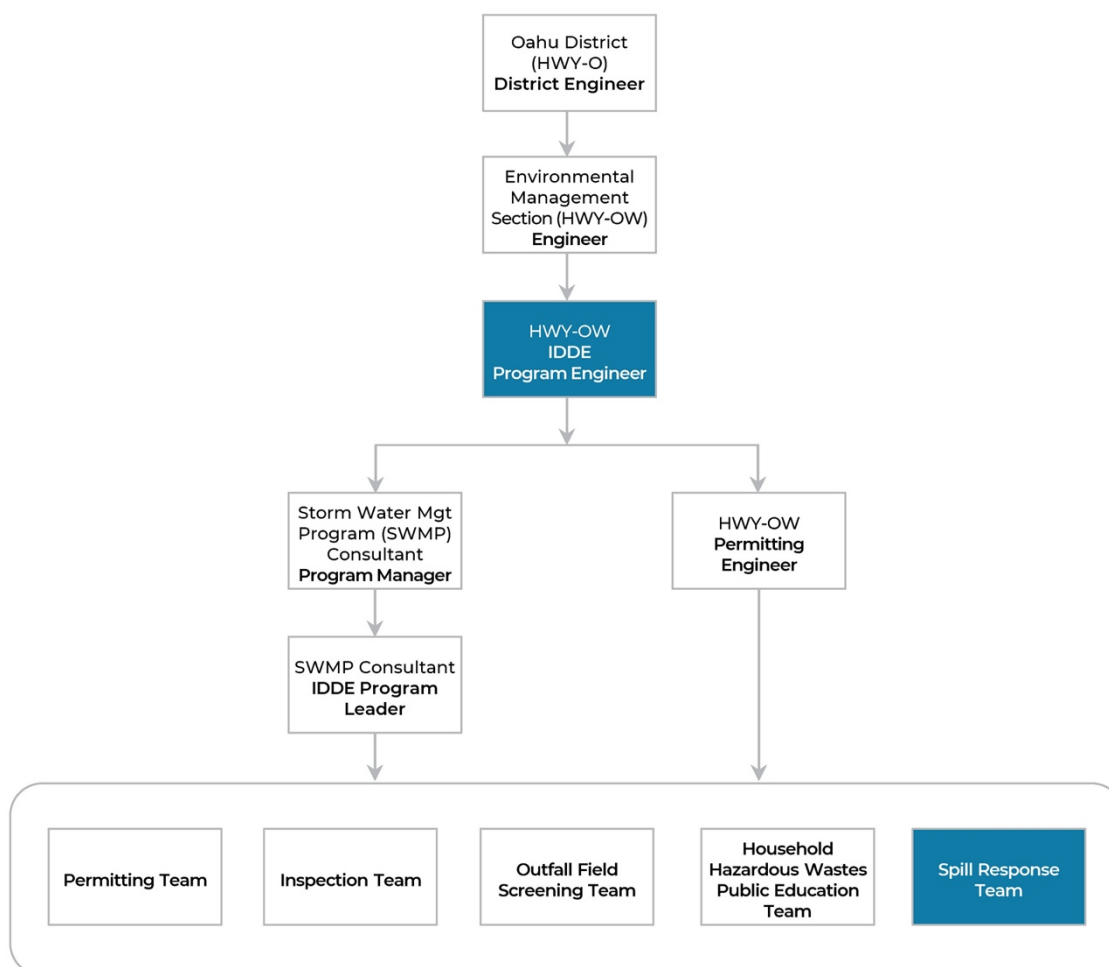 Oahu District
(HWY-O)
District Engineer
Environmental
Management
Section (HWY-OW)
Engineer
HWY-OW
IDDE
Program Engineer
Storm Water Mgt
Program (SWMP)
Consultant
Program Manager
HWY-OW
Permitting
Engineer
SWMP Consultant
IDDE Program
Leader
Permitting Team
Inspection Team
Outfall Field
Screening Team
Household
Hazardous Wastes
Public Education
Team
Spill Response
Team